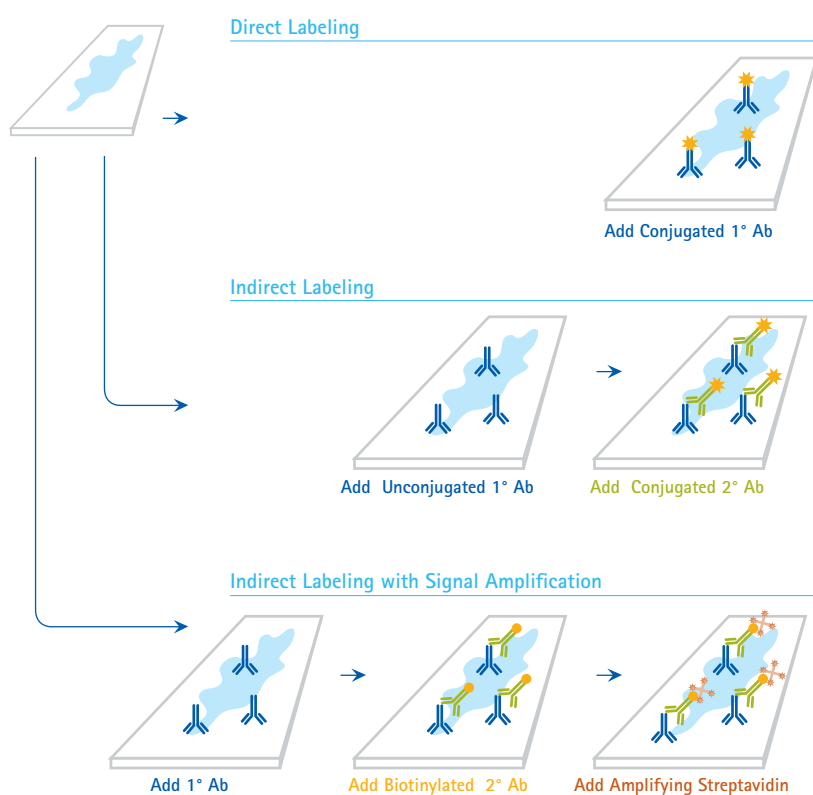 Direct Labeling
Add Conjugated 1° Ab
Indirect Labeling
Add Unconjugated 1° Ab
Add Conjugated 2° Ab
Indirect Labeling with Signal Amplification
Add 1° Ab
Add Biotinylated 2° Ab
Add Amplifying Streptavidin